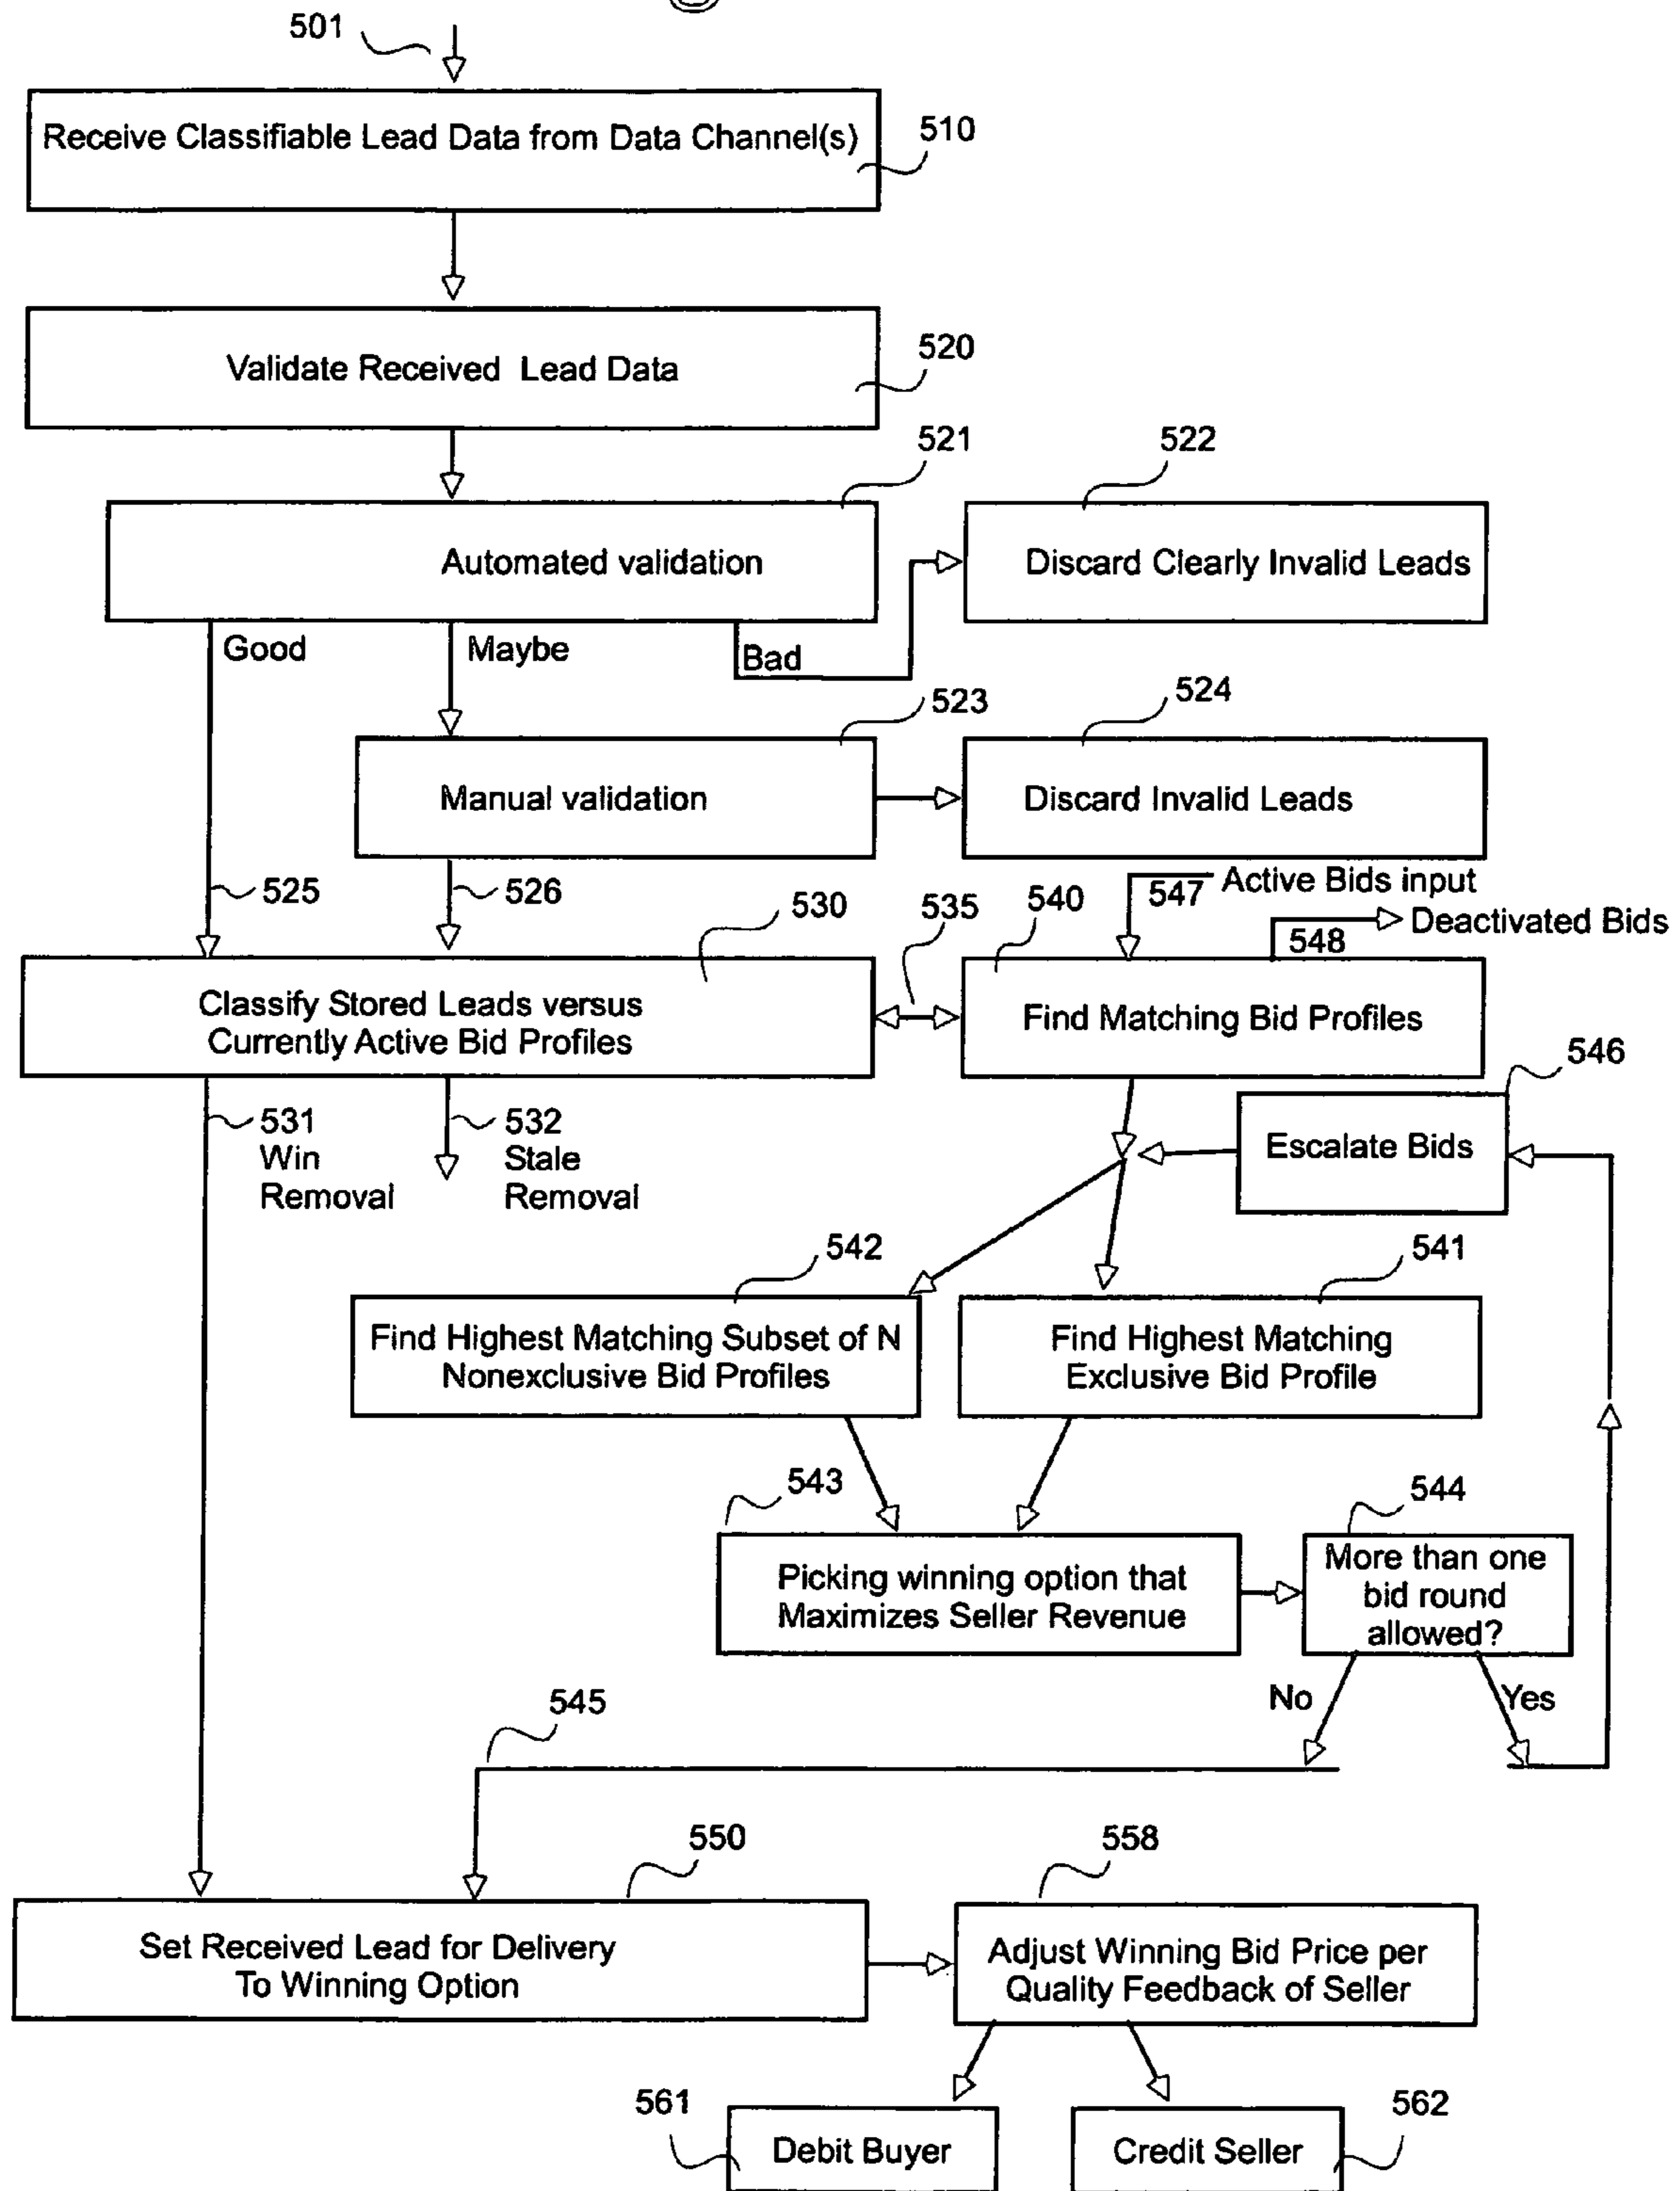 501
Receive Classifiable Lead Data from Data Channel(s)
510
Validate Received Lead Data
520
521
522
Automated validation
Discard Clearly Invalid Leads
Good
Maybe
Bad
523
524
Manual validation
Discard Invalid Leads
525
526
547
Active Bids input
530
535
540
548
Deactivated Bids
Classify Stored Leads versus
Currently Active Bid Profiles
Find Matching Bid Profiles
546
531
Win
Removal
532
Stale
Removal
Escalate Bids
542
541
Find Highest Matching Subset of N
Nonexclusive Bid Profiles
Find Highest Matching
Exclusive Bid Profile
543
544
Picking winning option that
Maximizes Seller Revenue
More than one
bid round
allowed?
No
Yes
545
550
558
Set Received Lead for Delivery
To Winning Option
Adjust Winning Bid Price per
Quality Feedback of Seller
561
562
Debit Buyer
Credit Seller